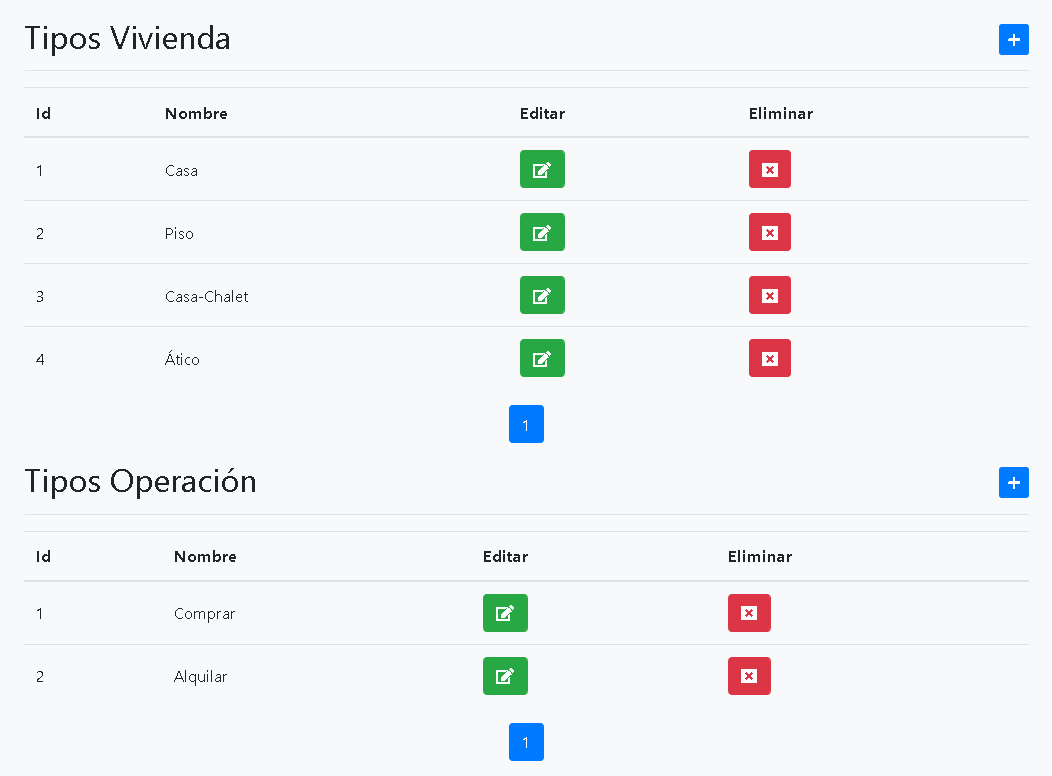 Tipos Vivienda
Id Nombre Editar Eliminar
1 Casa
2 Piso
3 Casa-Chalet
4 Ático
1
Tipos Operación
Id Nombre Editar Eliminar
1 Comprar
2 Alquilar
1